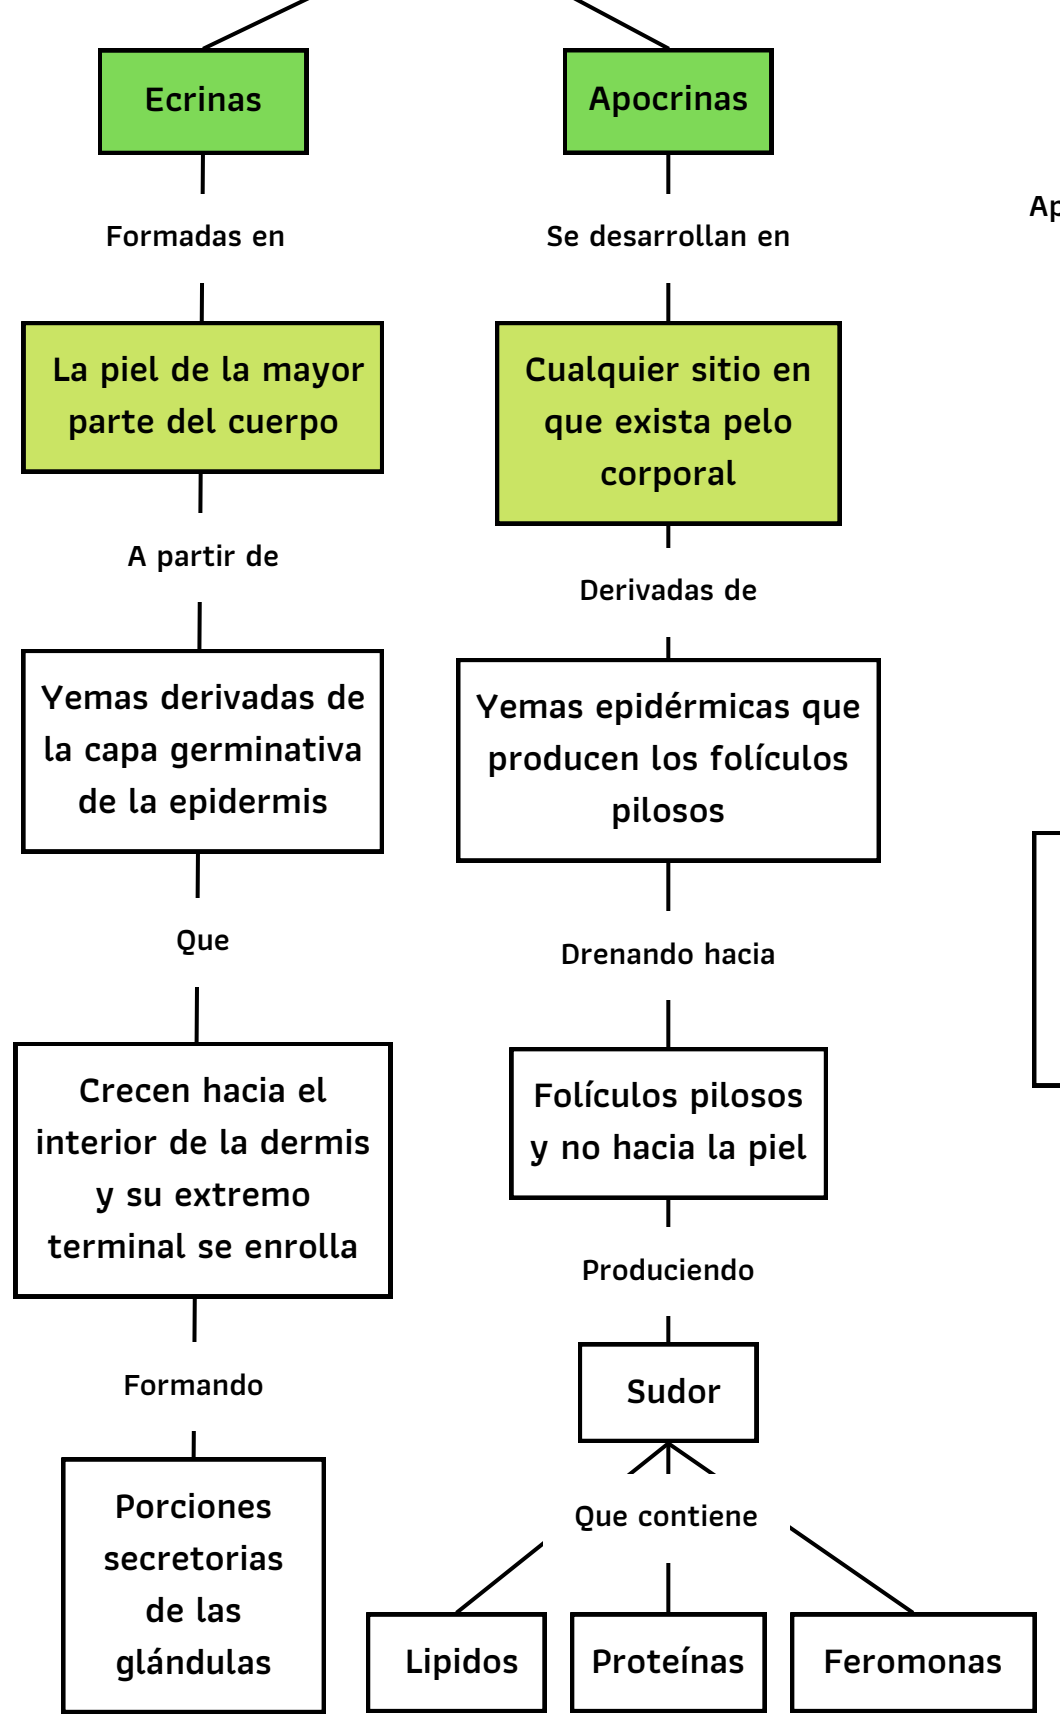 Ecrinas
Formadas en
La piel de la mayor
parte del cuerpo
A partir de
Yemas derivadas de
la capa germinativa
de la epidermis
Que
Crecen hacia el
interior de la dermis
y su extremo
terminal se enrolla
Formando
Porciones
secretorias
de las
glándulas
Apocrinas
Se desarrollan en
Cualquier sitio en
que exista pelo
corporal
Derivadas de
Yemas epidérmicas que
producen los folículos
pilosos
Drenando hacia
Folículos pilosos
y no hacia la piel
Produciendo
Sudor
Que contiene
Lipidos
Proteínas
Feromonas